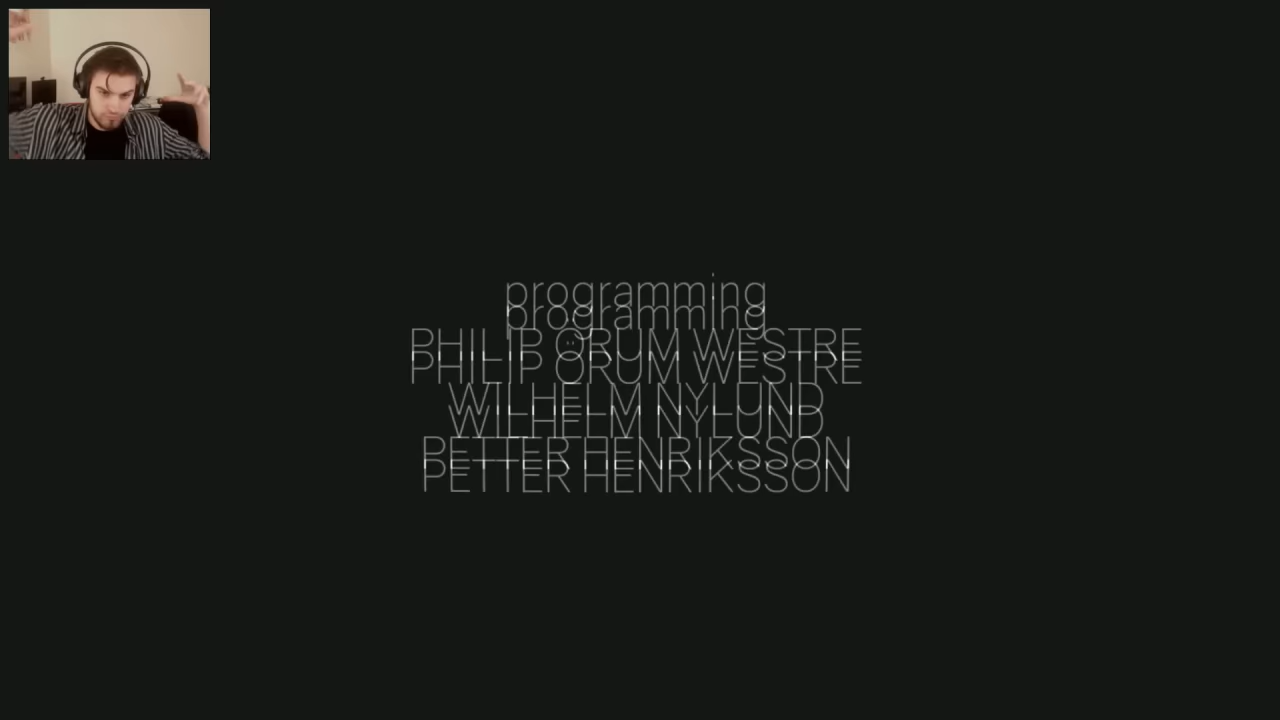 programming
PHILIP ÖRUM WESTRE
WILHELM NYLUND
PETTER HENRIKSSON